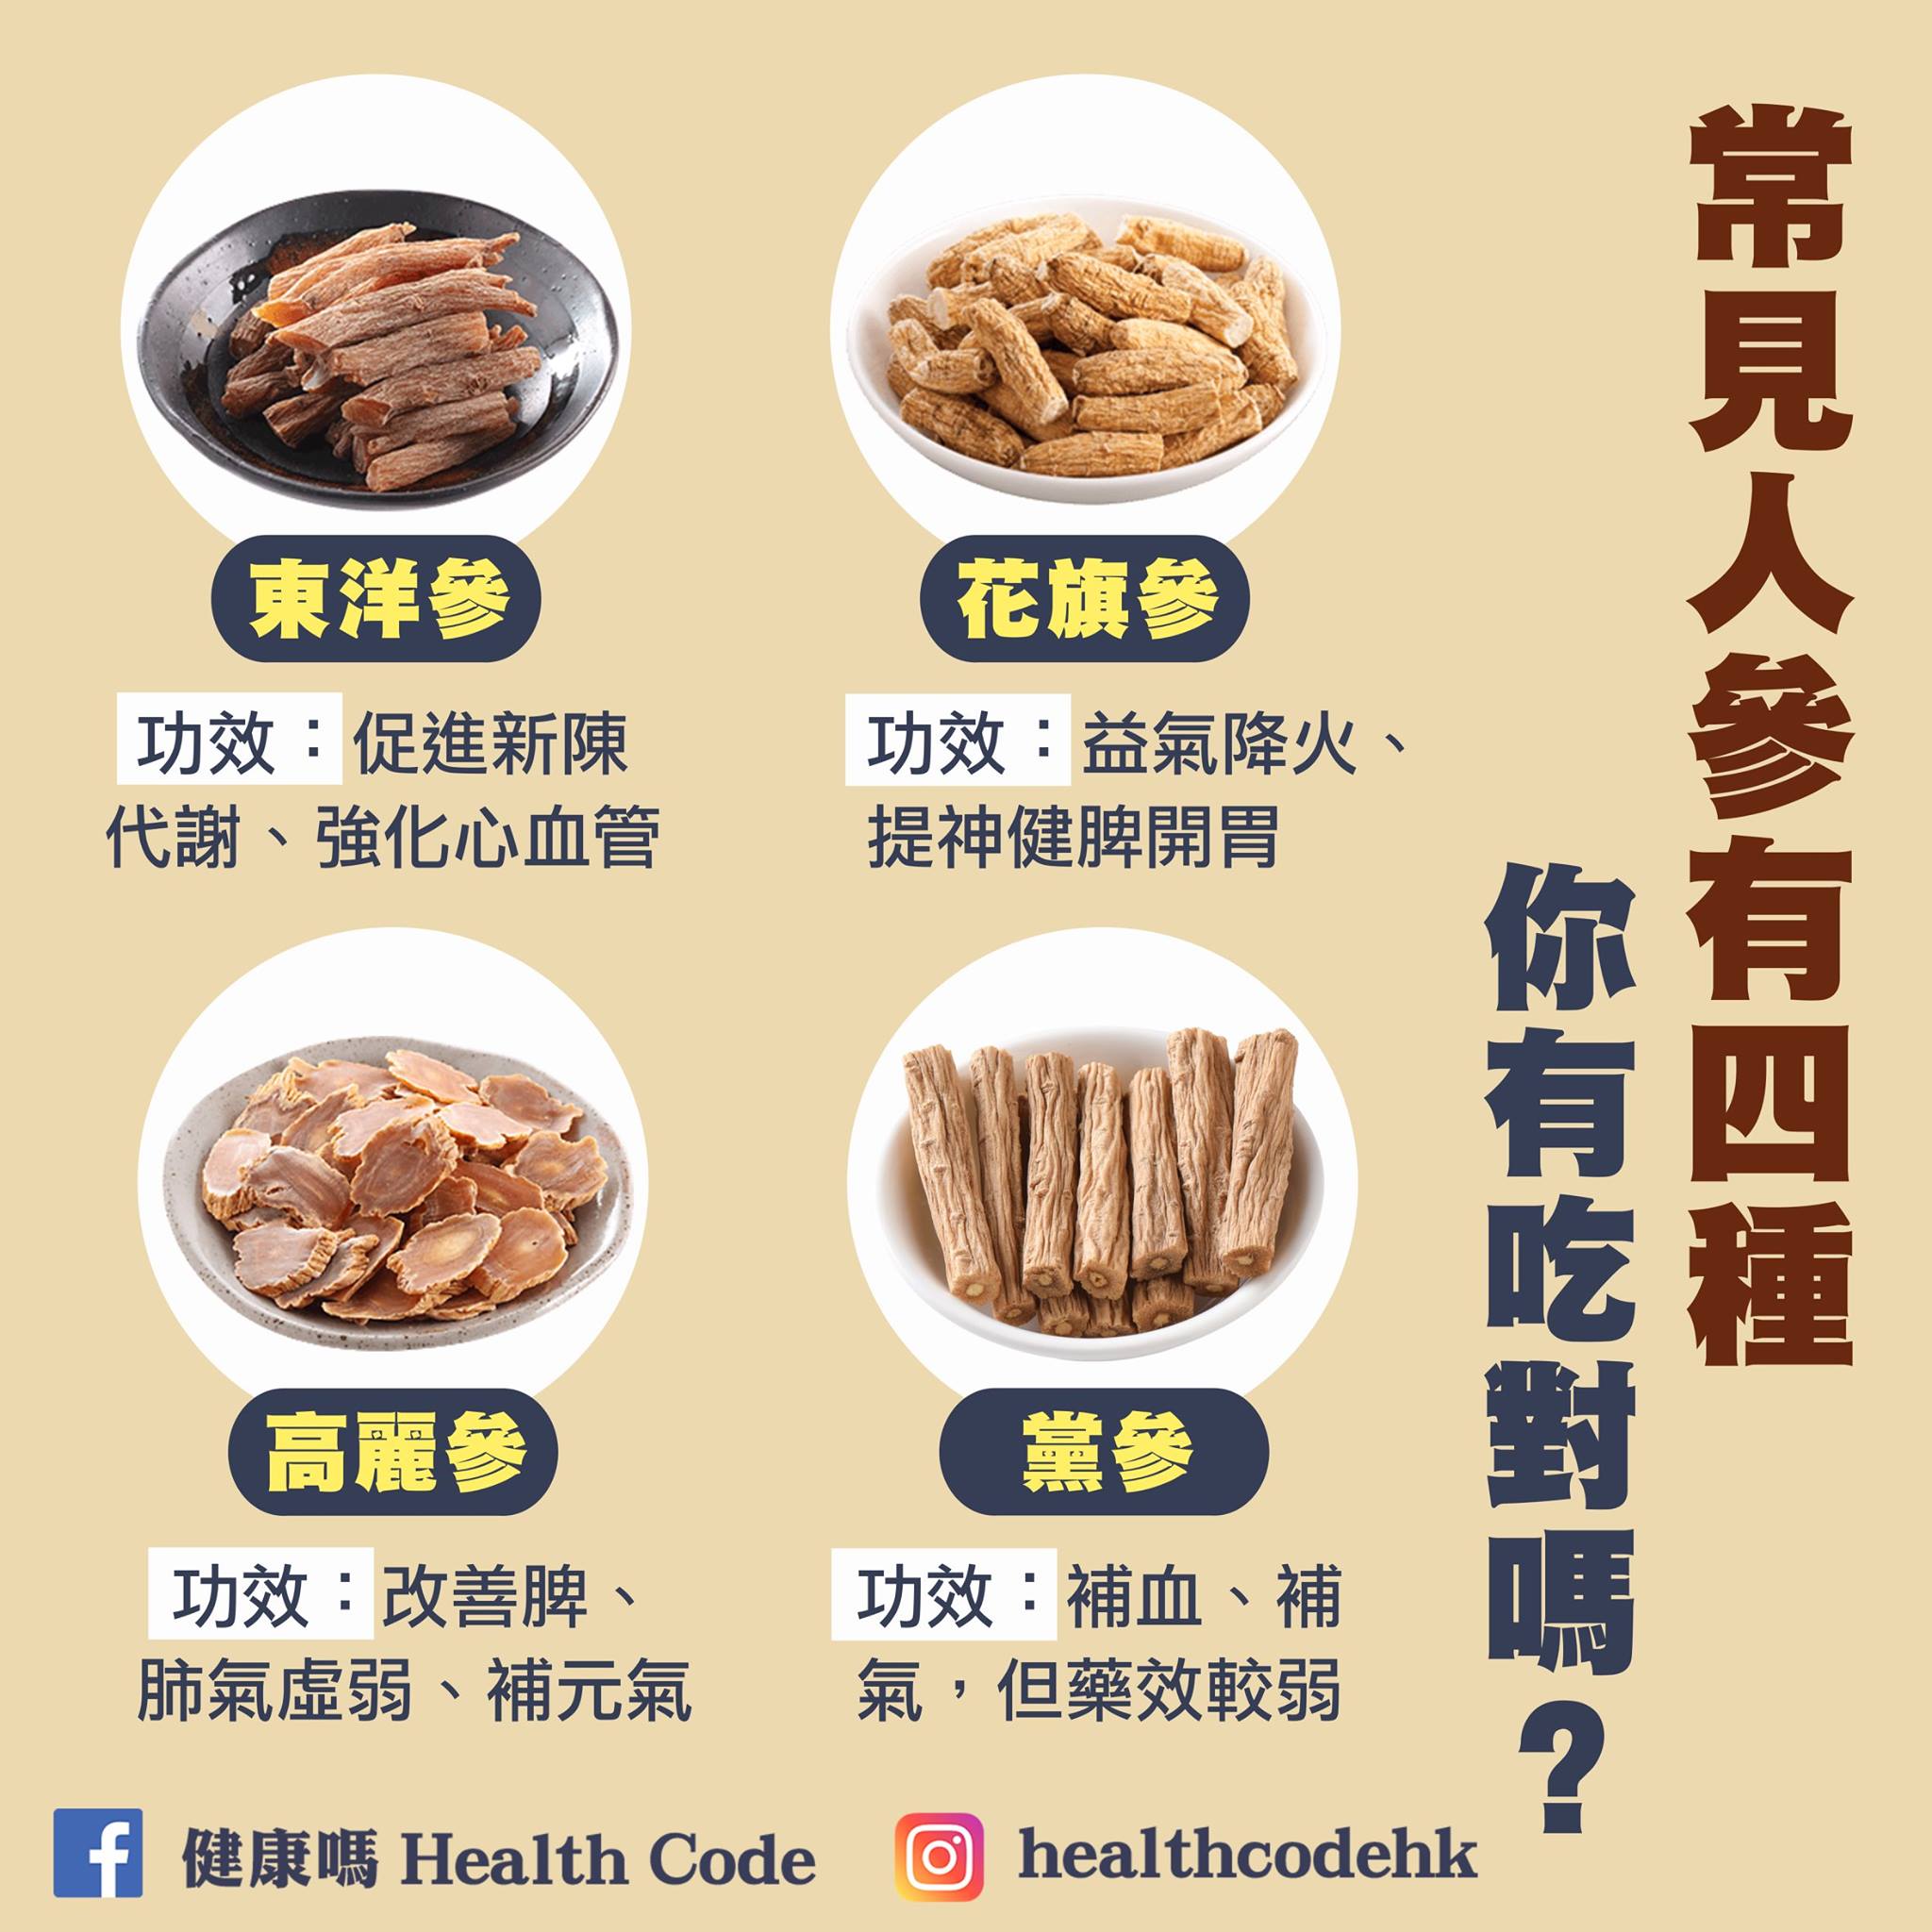 常見人參有四種
你有吃對嗎?
東洋參
功效：促進新陳
代謝、強化心血管
花旗參
功效：益氣降火、
提神健脾開胃
高麗參
功效：改善脾、
肺氣虛弱、補元氣
黨參
功效：補血、補
氣，但藥效較弱
健康嗎 Health Code
healthcodehk